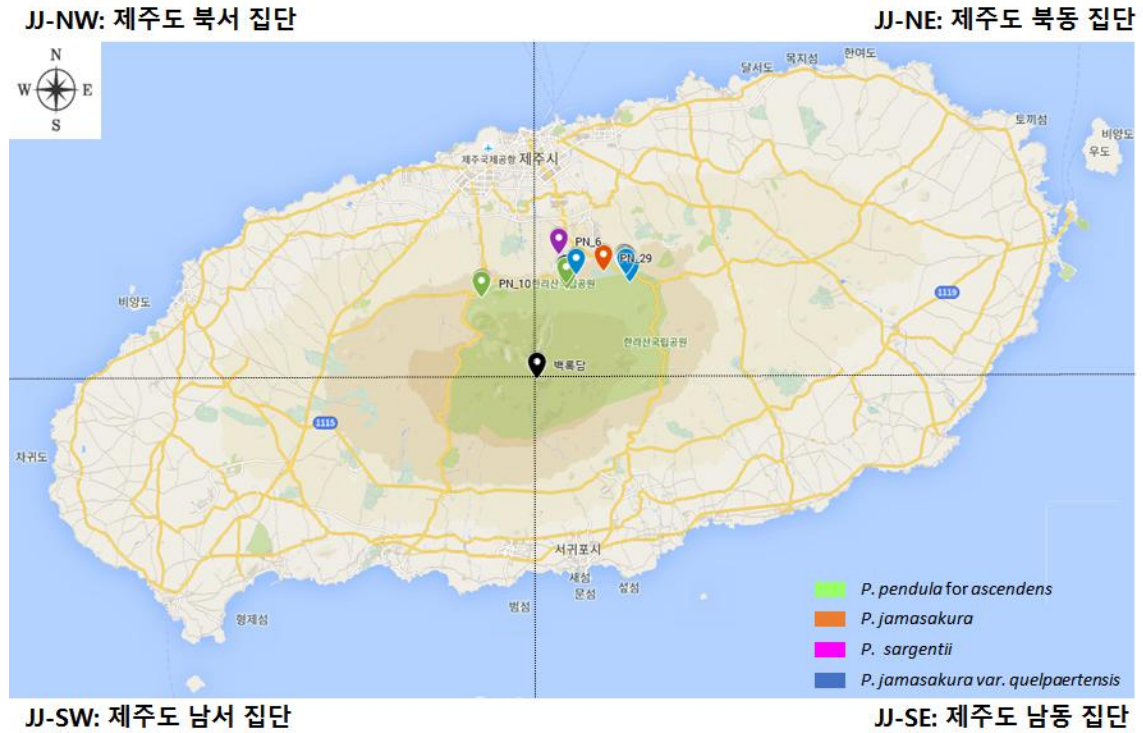 JJ-NW: 제주도 북서 집단
JJ-NE: 제주도 북동 집단
N
W E
S
한여도
목지섬
달서도
토끼섬
비양도
우도
제주국제공항 제주시
PN_6
PN_29
PN_10 한라산국립공원
1119
비양도
한라산국립공원
백록담
1115
차귀도
서귀포시
새섬
문섬
섶섬
범섬
형제섬
P. pendula for ascendens
P. jamasakura
P. sargentii
P. jamasakura var. quelpaertensis
JJ-SW: 제주도 남서 집단
JJ-SE: 제주도 남동 집단